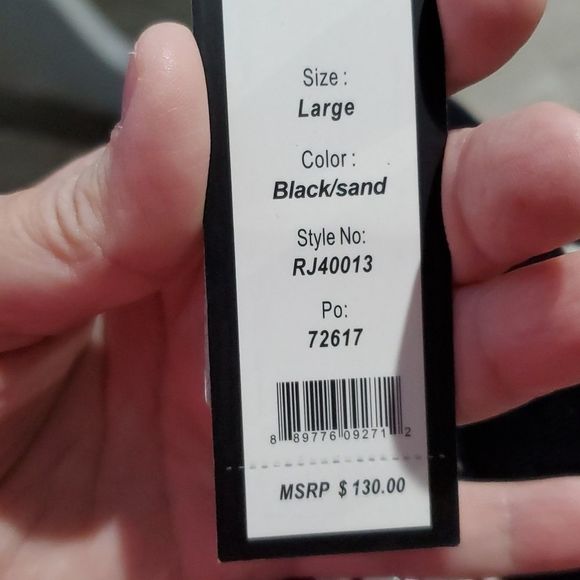 Size :
Large
Color :
Black/sand
Style No:
RJ40013
Po:
72617
8 89776 09271 2
MSRP $ 130.00